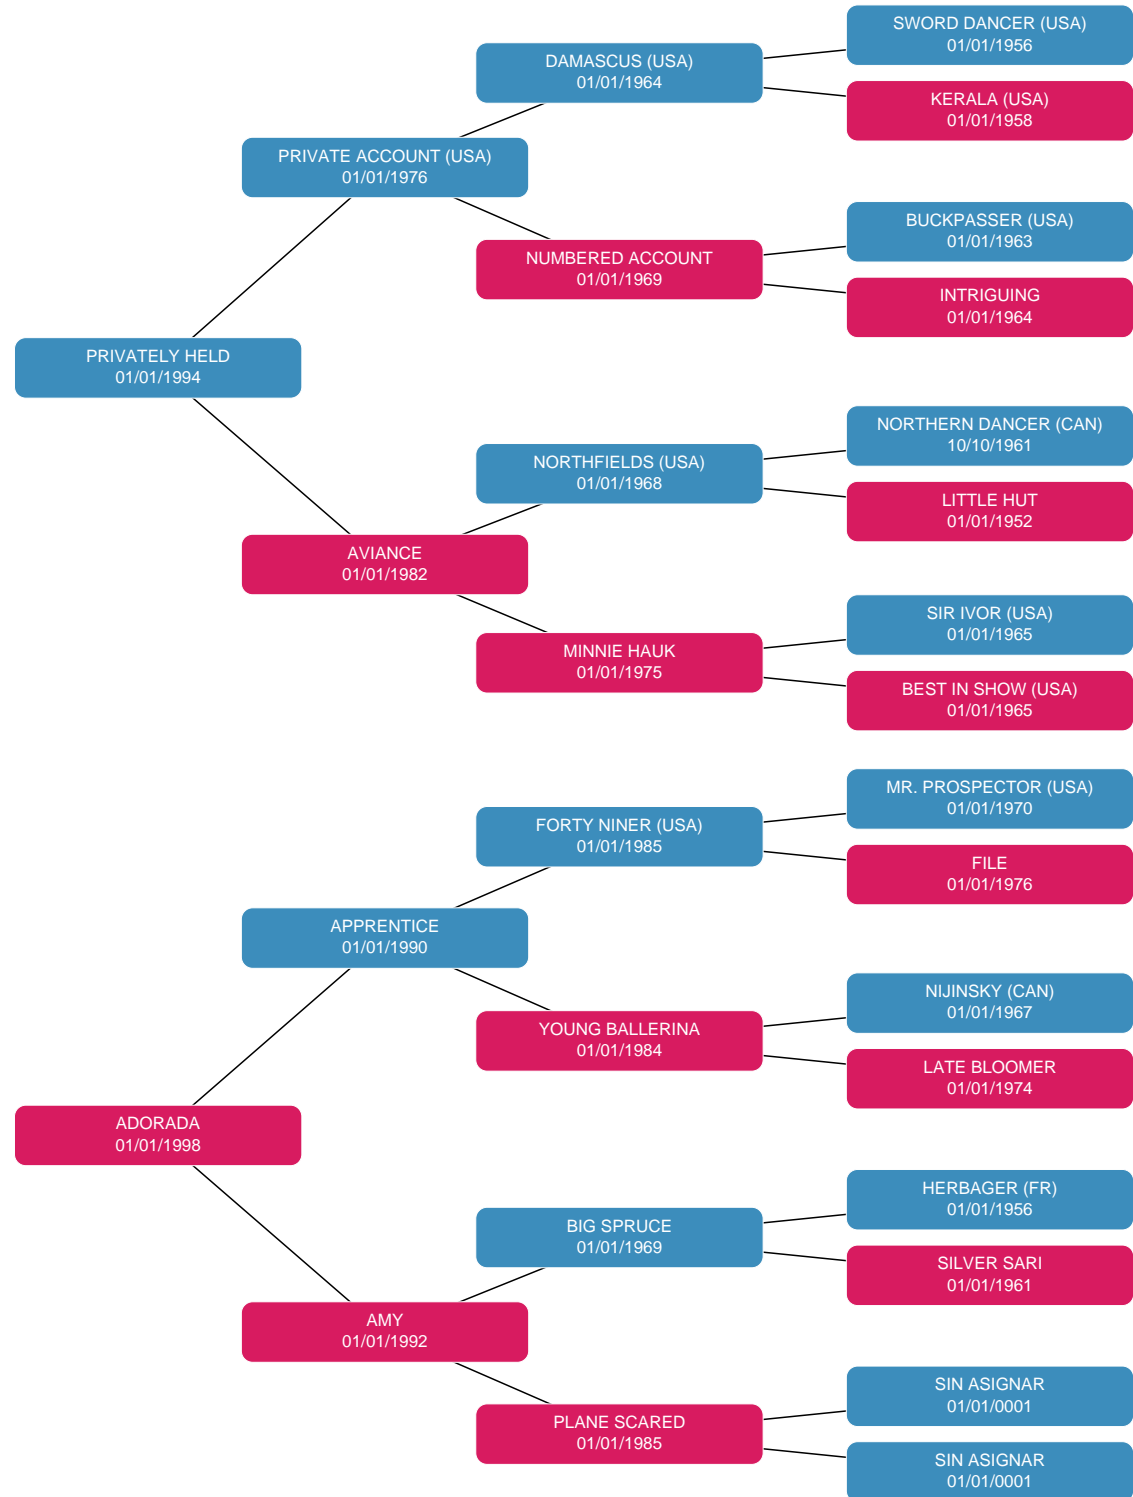 SWORD DANCER (USA)
01/01/1956
DAMASCUS (USA)
01/01/1964
KERALA (USA)
01/01/1958
PRIVATE ACCOUNT (USA)
01/01/1976
BUCKPASSER (USA)
01/01/1963
NUMBERED ACCOUNT
01/01/1969
INTRIGUING
01/01/1964
PRIVATELY HELD
01/01/1994
NORTHERN DANCER (CAN)
10/10/1961
NORTHFIELDS (USA)
01/01/1968
LITTLE HUT
01/01/1952
AVIANCE
01/01/1982
SIR IVOR (USA)
01/01/1965
MINNIE HAUK
01/01/1975
BEST IN SHOW (USA)
01/01/1965
MR. PROSPECTOR (USA)
01/01/1970
FORTY NINER (USA)
01/01/1985
FILE
01/01/1976
APPRENTICE
01/01/1990
NIJINSKY (CAN)
01/01/1967
YOUNG BALLERINA
01/01/1984
LATE BLOOMER
01/01/1974
ADORADA
01/01/1998
HERBAGER (FR)
01/01/1956
BIG SPRUCE
01/01/1969
SILVER SARI
01/01/1961
AMY
01/01/1992
SIN ASIGNAR
01/01/0001
PLANE SCARED
01/01/1985
SIN ASIGNAR
01/01/0001